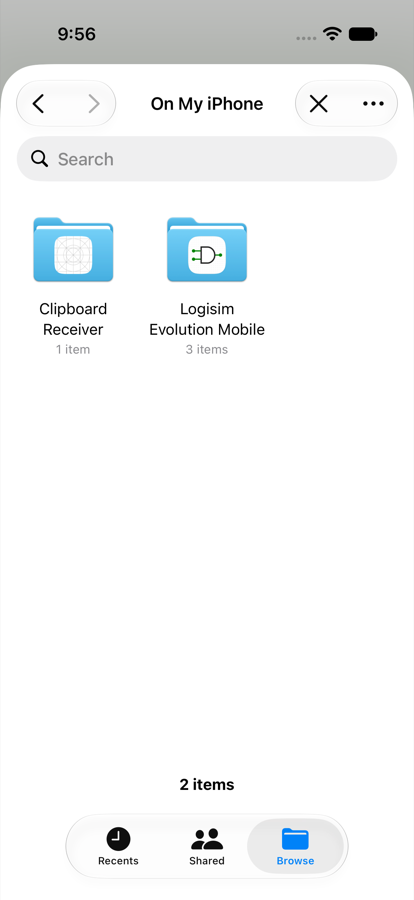 9:56
On My iPhone
Search
Clipboard
Receiver
1 item
Logisim
Evolution Mobile
3 items
2 items
Recents
Shared
Browse